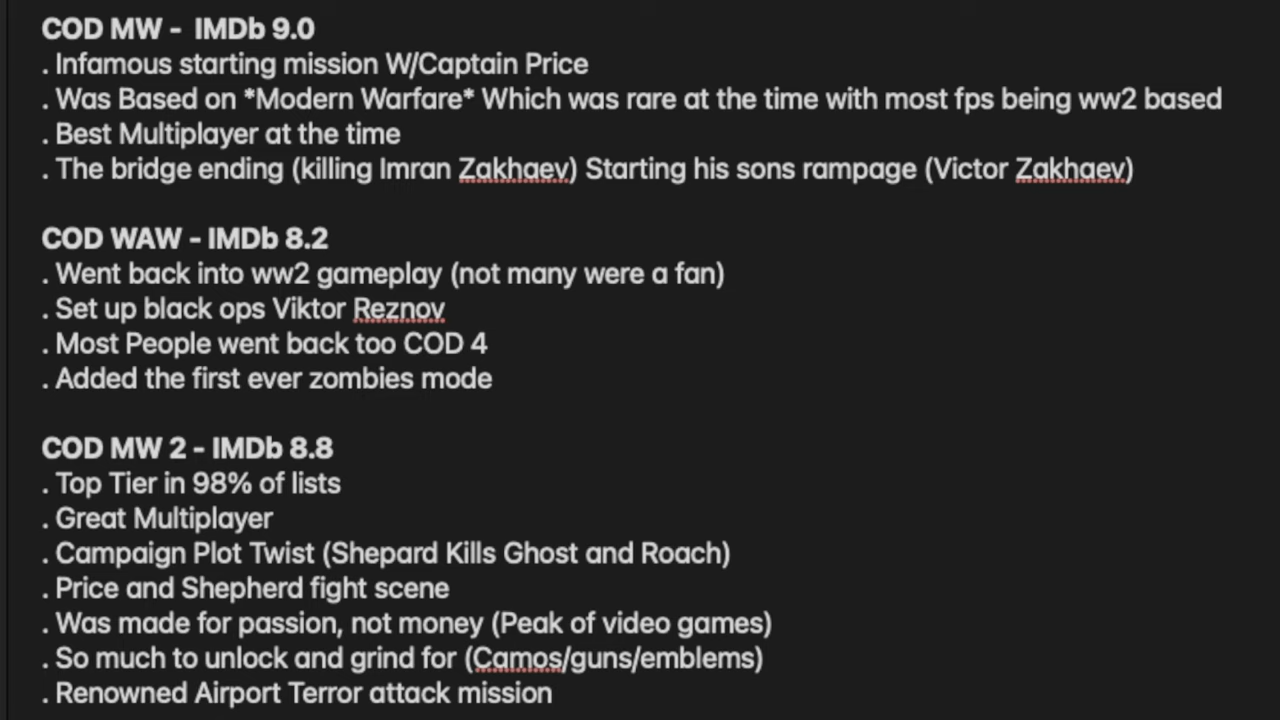 COD MW - IMDb 9.0
. Infamous starting mission W/Captain Price
. Was Based on *Modern Warfare* Which was rare at the time with most fps being ww2 based
. Best Multiplayer at the time
. The bridge ending (killing Imran Zakhaev) Starting his sons rampage (Victor Zakhaev)
COD WAW - IMDb 8.2
. Went back into ww2 gameplay (not many were a fan)
. Set up black ops Viktor Reznov
. Most People went back too COD 4
. Added the first ever zombies mode
COD MW 2 - IMDb 8.8
. Top Tier in 98% of lists
. Great Multiplayer
. Campaign Plot Twist (Shepard Kills Ghost and Roach)
. Price and Shepherd fight scene
. Was made for passion, not money (Peak of video games)
. So much to unlock and grind for (Camos/guns/emblems)
. Renowned Airport Terror attack mission